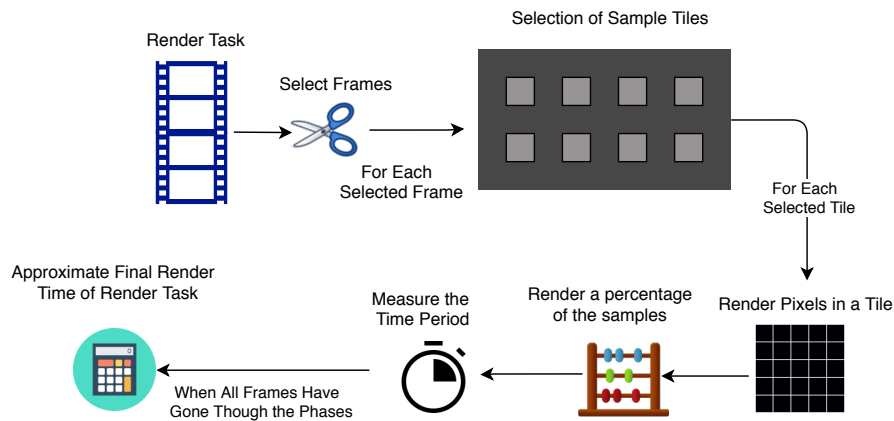 Render Task
Select Frames
For Each
Selected Frame
Selection of Sample Tiles
For Each
Selected Tile
Render Pixels in a Tile
Render a percentage
of the samples
Measure the
Time Period
When All Frames Have
Gone Though the Phases
Approximate Final Render
Time of Render Task